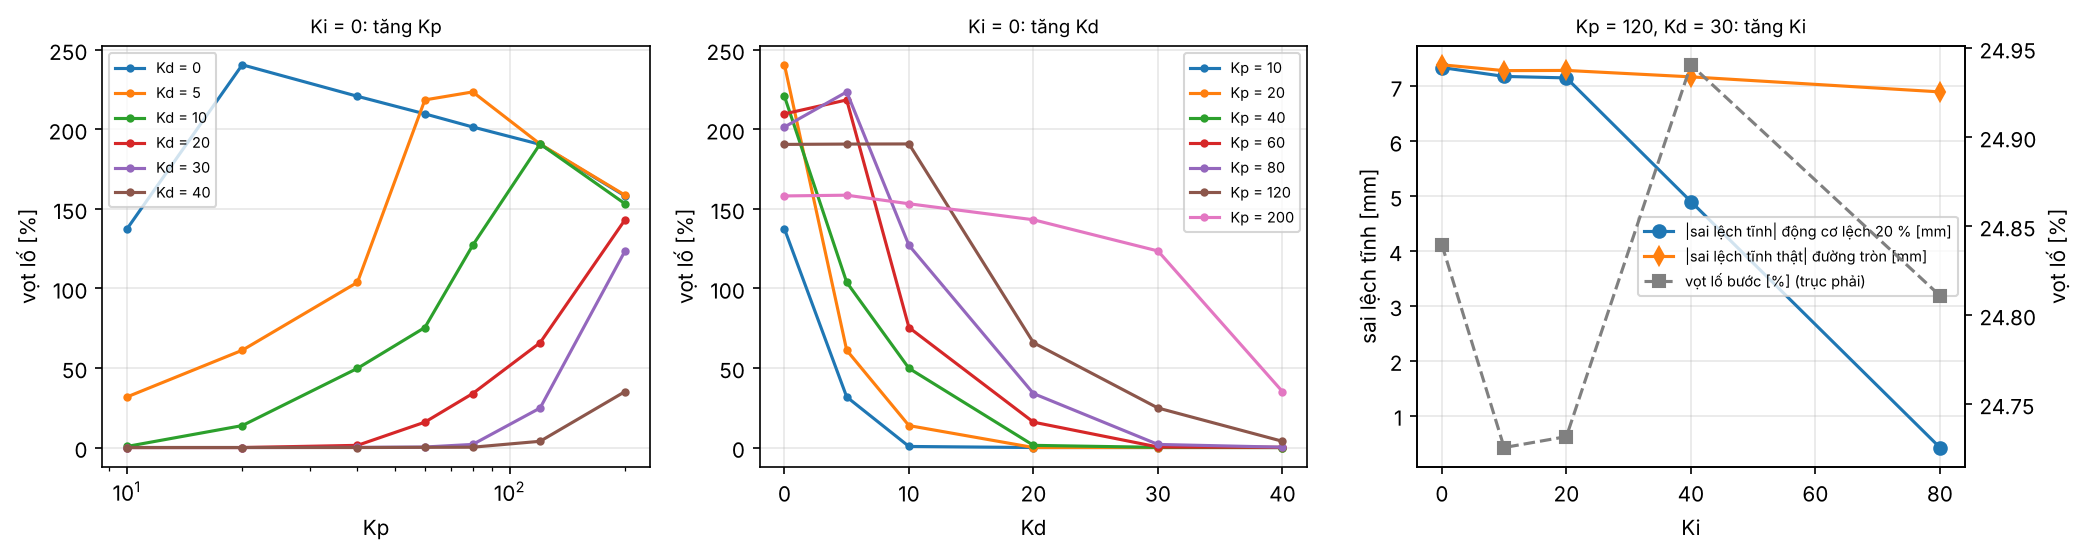 Ki = 0: tăng Kp
250
200
150
100
50
0
vọt lố [%]
Kd = 0
Kd = 5
Kd = 10
Kd = 20
Kd = 30
Kd = 40
10¹
10²
Kp
Ki = 0: tăng Kd
250
200
150
100
50
0
vọt lố [%]
Kp = 10
Kp = 20
Kp = 40
Kp = 60
Kp = 80
Kp = 120
Kp = 200
0
10
20
30
40
Kd
Kp = 120, Kd = 30: tăng Ki
7
6
5
4
3
2
1
sai lệch tĩnh [mm]
|sai lệch tĩnh| động cơ lệch 20 % [mm]
|sai lệch tĩnh thật| đường tròn [mm]
vọt lố bước [%] (trục phải)
24.95
24.90
24.85
24.80
24.75
vọt lố [%]
0
20
40
60
80
Ki